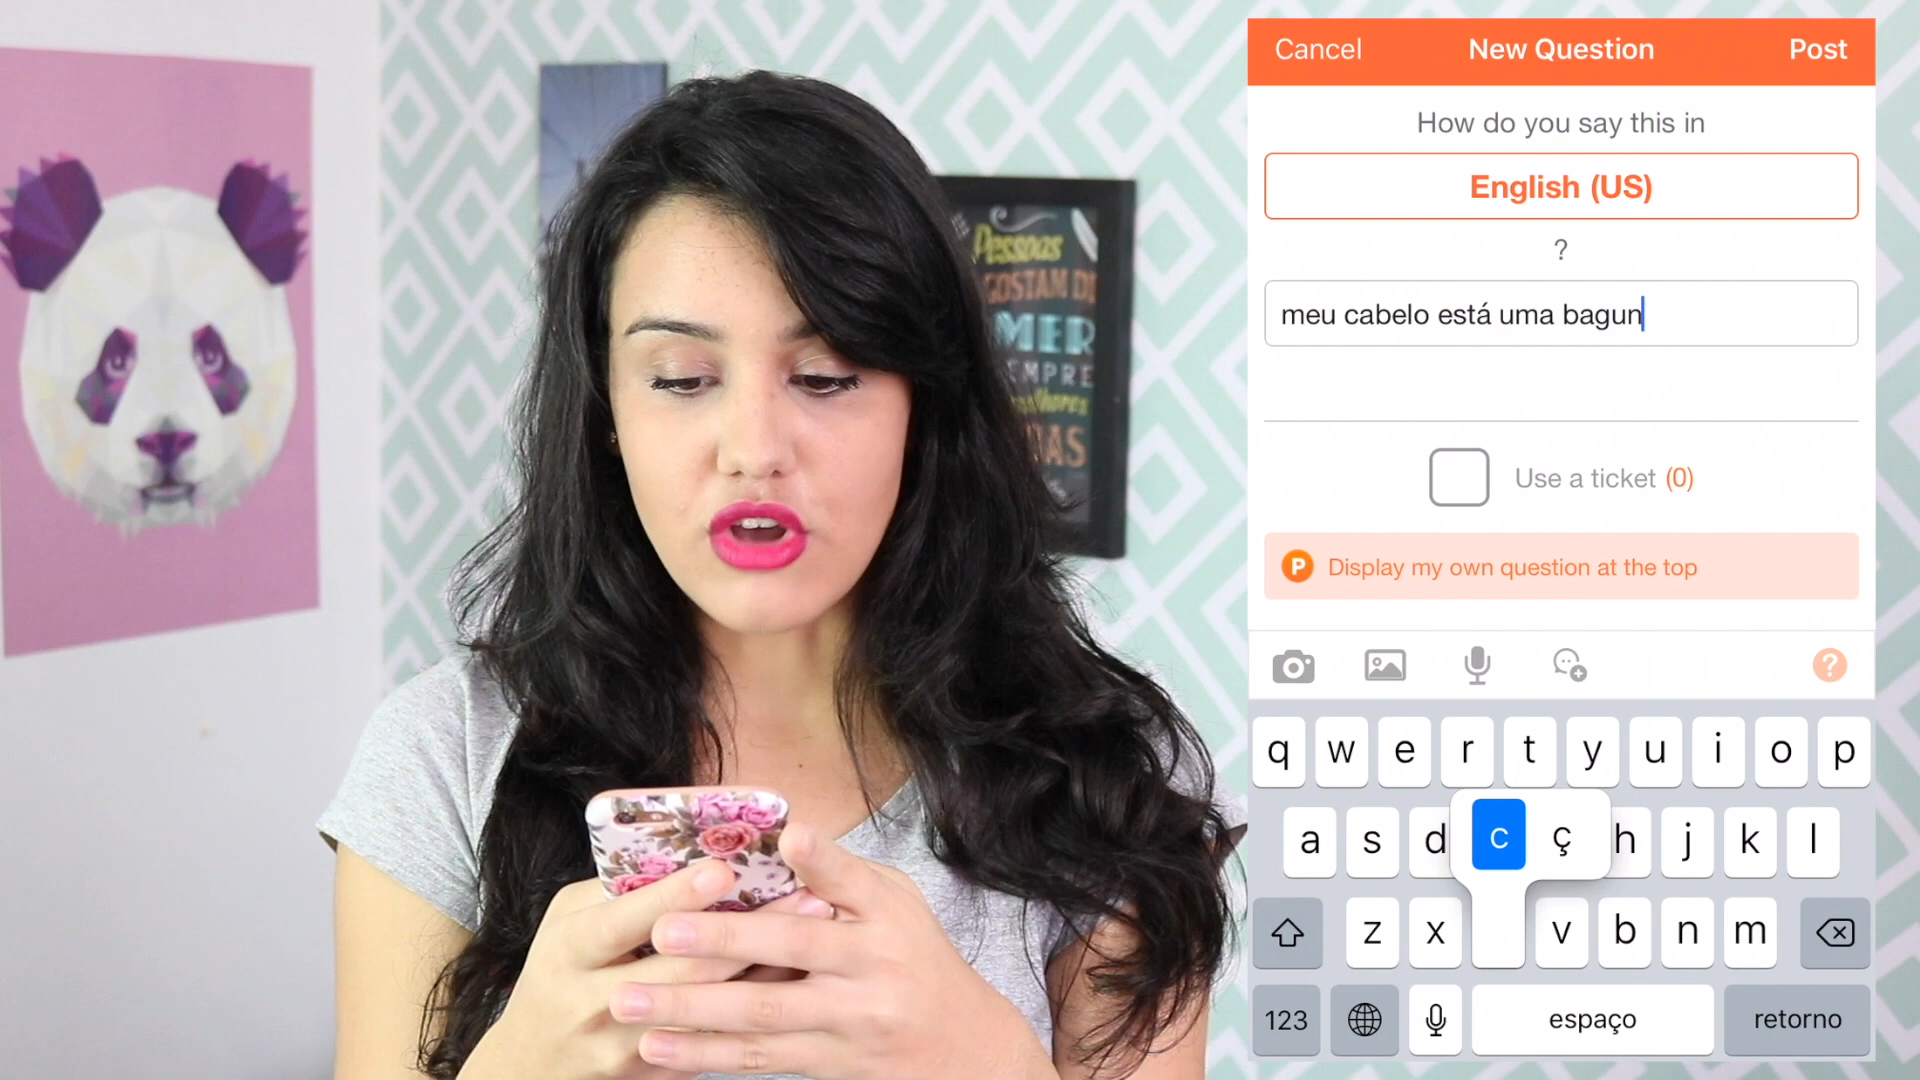 Pessoas
GOSTAM DE
MER
EMPRE
Cancel New Question Post
How do you say this in
English (US)
?
meu cabelo está uma bagun
Use a ticket (0)
P Display my own question at the top
?
q w e r t y u i o p
a s d c ç h j k l
z x v b n m
123 espaço retorno